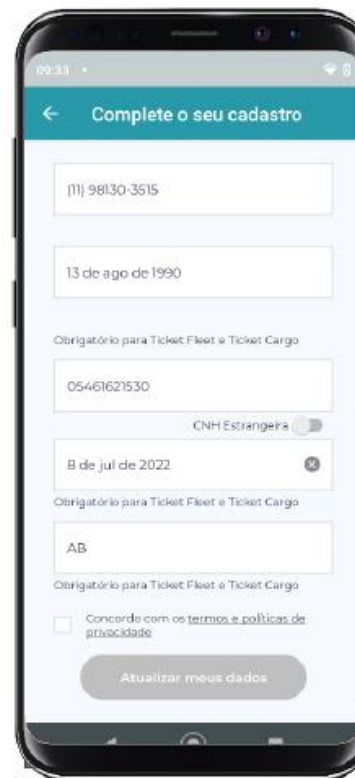 09:33
Complete o seu cadastro
(11) 98130-3515
13 de ago de 1990
Obrigatório para Ticket Fleet e Ticket Cargo
05461621530
CNH Estrangeira
8 de jul de 2022
Obrigatório para Ticket Fleet e Ticket Cargo
AB
Obrigatório para Ticket Fleet e Ticket Cargo
Concordo com os termos e políticas de
privacidade
Atualizar meus dados